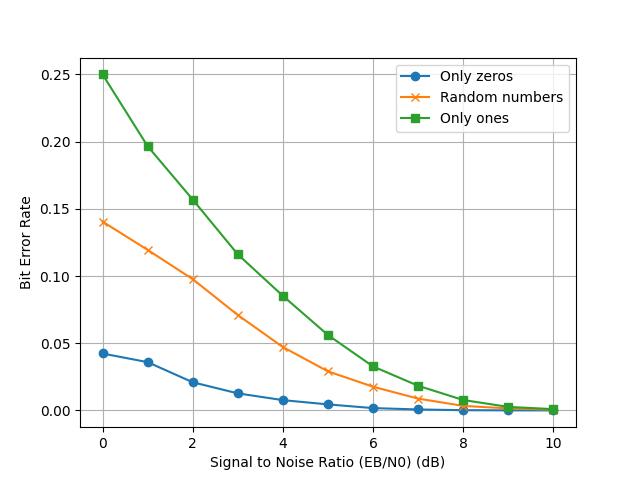 Only zeros
Random numbers
Only ones
0.25
0.20
0.15
0.10
0.05
0.00
Bit Error Rate
0 2 4 6 8 10
Signal to Noise Ratio (EB/N0) (dB)